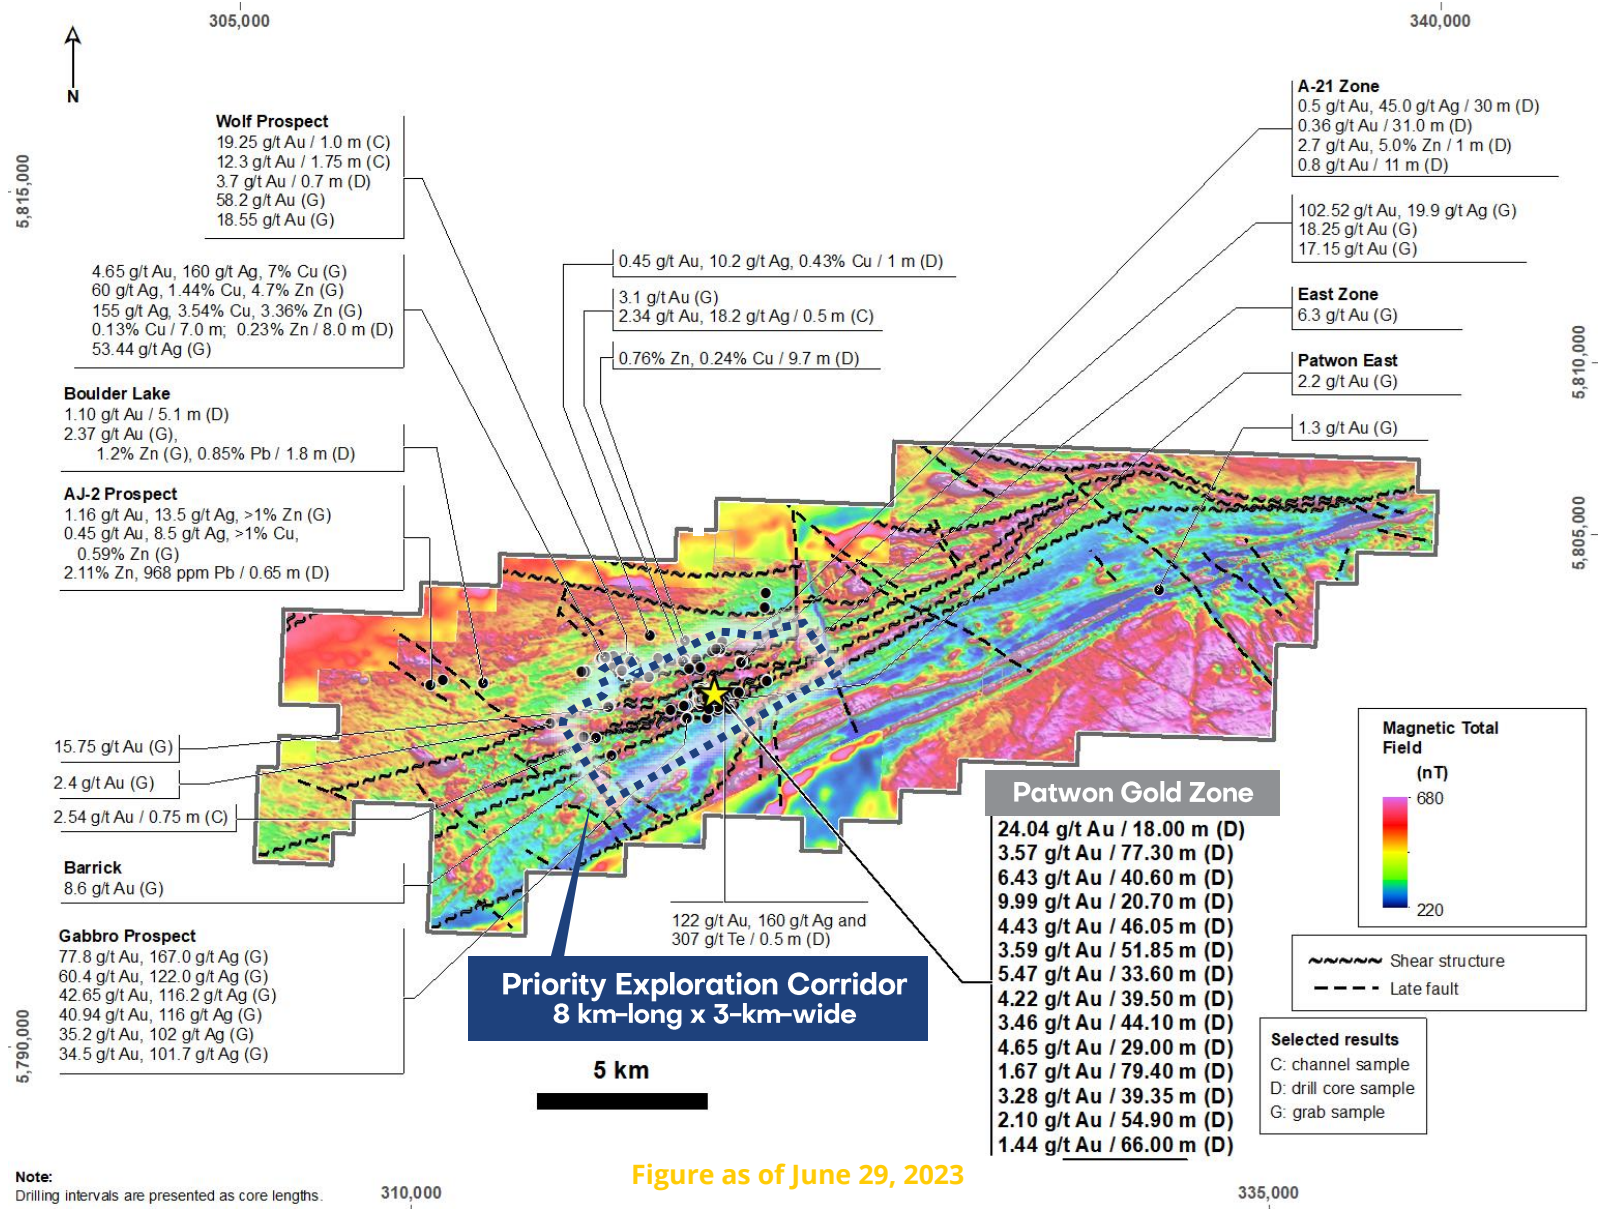 305,000
340,000
N
5,815,000
5,810,000
5,805,000
5,790,000
Wolf Prospect
19.25 g/t Au / 1.0 m (C)
12.3 g/t Au / 1.75 m (C)
3.7 g/t Au / 0.7 m (D)
58.2 g/t Au (G)
18.55 g/t Au (G)
4.65 g/t Au, 160 g/t Ag, 7% Cu (G)
60 g/t Ag, 1.44% Cu, 4.7% Zn (G)
155 g/t Ag, 3.54% Cu, 3.36% Zn (G)
0.13% Cu / 7.0 m; 0.23% Zn / 8.0 m (D)
53.44 g/t Ag (G)
Boulder Lake
1.10 g/t Au / 5.1 m (D)
2.37 g/t Au (G),
1.2% Zn (G), 0.85% Pb / 1.8 m (D)
AJ-2 Prospect
1.16 g/t Au, 13.5 g/t Ag, >1% Zn (G)
0.45 g/t Au, 8.5 g/t Ag, >1% Cu,
0.59% Zn (G)
2.11% Zn, 968 ppm Pb / 0.65 m (D)
0.45 g/t Au, 10.2 g/t Ag, 0.43% Cu / 1 m (D)
3.1 g/t Au (G)
2.34 g/t Au, 18.2 g/t Ag / 0.5 m (C)
0.76% Zn, 0.24% Cu / 9.7 m (D)
A-21 Zone
0.5 g/t Au, 45.0 g/t Ag / 30 m (D)
0.36 g/t Au / 31.0 m (D)
2.7 g/t Au, 5.0% Zn / 1 m (D)
0.8 g/t Au / 11 m (D)
102.52 g/t Au, 19.9 g/t Ag (G)
18.25 g/t Au (G)
17.15 g/t Au (G)
East Zone
6.3 g/t Au (G)
Patwon East
2.2 g/t Au (G)
1.3 g/t Au (G)
15.75 g/t Au (G)
2.4 g/t Au (G)
2.54 g/t Au / 0.75 m (C)
Barrick
8.6 g/t Au (G)
Gabbro Prospect
77.8 g/t Au, 167.0 g/t Ag (G)
60.4 g/t Au, 122.0 g/t Ag (G)
42.65 g/t Au, 116.2 g/t Ag (G)
40.94 g/t Au, 116 g/t Ag (G)
35.2 g/t Au, 102 g/t Ag (G)
34.5 g/t Au, 101.7 g/t Ag (G)
122 g/t Au, 160 g/t Ag and
307 g/t Te / 0.5 m (D)
Priority Exploration Corridor
8 km-long x 3-km-wide
5 km
Patwon Gold Zone
24.04 g/t Au / 18.00 m (D)
3.57 g/t Au / 77.30 m (D)
6.43 g/t Au / 40.60 m (D)
9.99 g/t Au / 20.70 m (D)
4.43 g/t Au / 46.05 m (D)
3.59 g/t Au / 51.85 m (D)
5.47 g/t Au / 33.60 m (D)
4.22 g/t Au / 39.50 m (D)
3.46 g/t Au / 44.10 m (D)
4.65 g/t Au / 29.00 m (D)
1.67 g/t Au / 79.40 m (D)
3.28 g/t Au / 39.35 m (D)
2.10 g/t Au / 54.90 m (D)
1.44 g/t Au / 66.00 m (D)
Magnetic Total
Field
(nT)
680
220
Shear structure
Late fault
Selected results
C: channel sample
D: drill core sample
G: grab sample
Figure as of June 29, 2023
Note:
Drilling intervals are presented as core lengths.
310,000
335,000